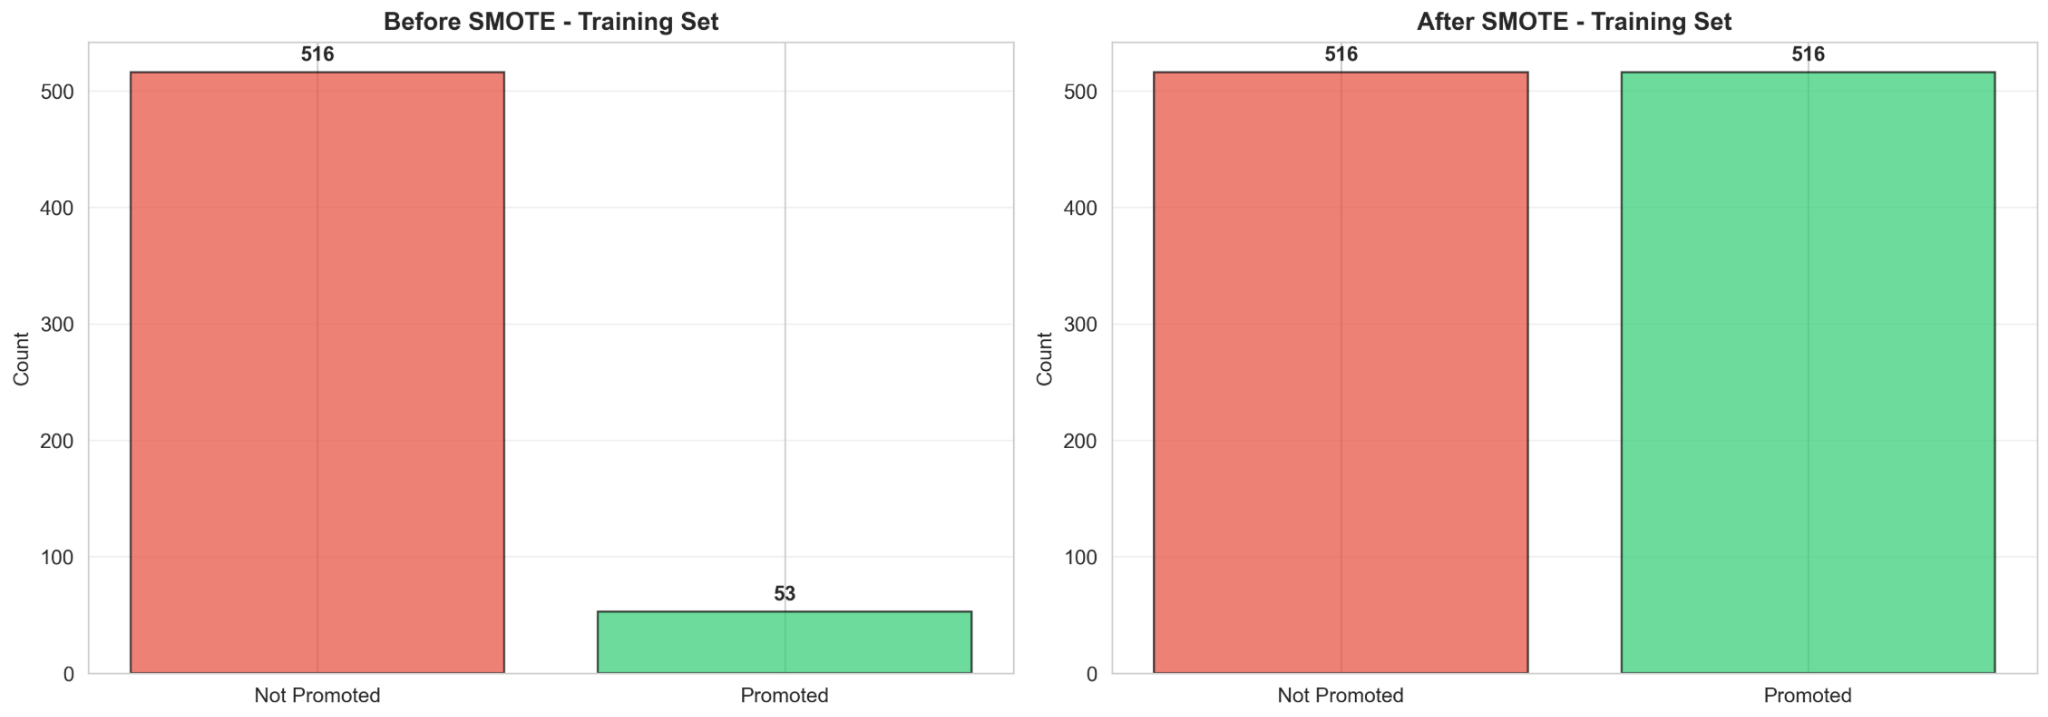 Before SMOTE - Training Set
516
53
500
400
300
200
100
0
Count
Not Promoted
Promoted
After SMOTE - Training Set
516
516
500
400
300
200
100
0
Count
Not Promoted
Promoted